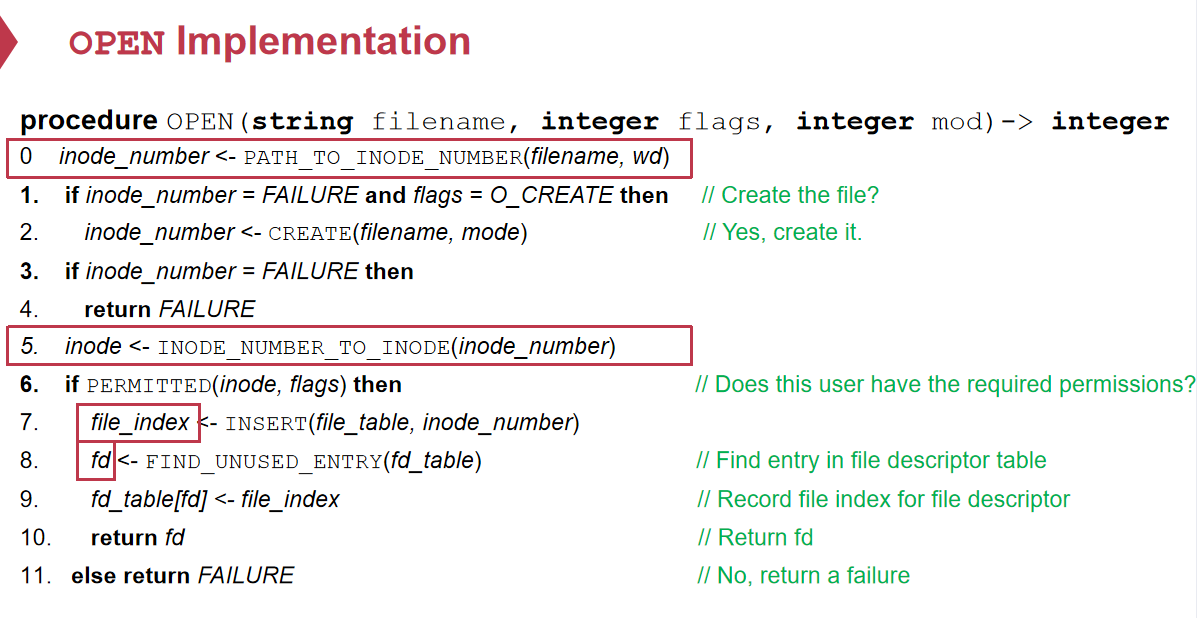 OPEN Implementation
procedure OPEN(string filename, integer flags, integer mod)-> integer
0 inode_number <- PATH_TO_INODE_NUMBER(filename, wd)
1. if inode_number = FAILURE and flags = O_CREATE then // Create the file?
2. inode_number <- CREATE(filename, mode) // Yes, create it.
3. if inode_number = FAILURE then
4. return FAILURE
5. inode <- INODE_NUMBER_TO_INODE(inode_number)
6. if PERMITTED(inode, flags) then // Does this user have the required permissions?
7. file_index <- INSERT(file_table, inode_number)
8. fd <- FIND_UNUSED_ENTRY(fd_table) // Find entry in file descriptor table
9. fd_table[fd] <- file_index // Record file index for file descriptor
10. return fd // Return fd
11. else return FAILURE // No, return a failure